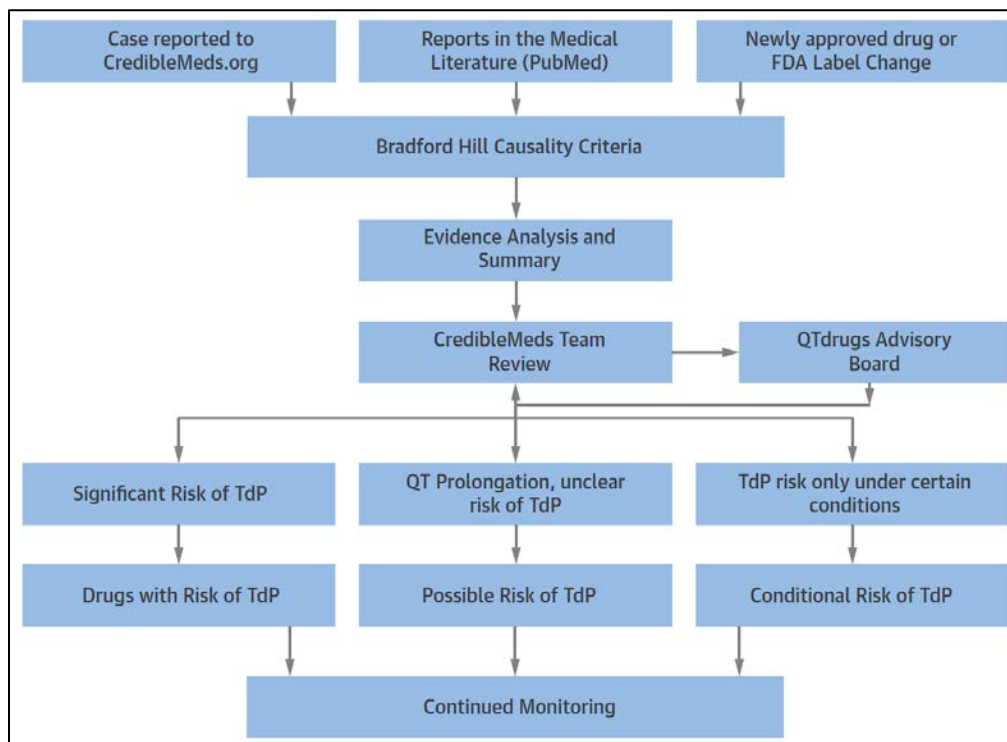 Case reported to
CredibleMeds.org
Reports in the Medical
Literature (PubMed)
Newly approved drug or
FDA Label Change
Bradford Hill Causality Criteria
Evidence Analysis and
Summary
CredibleMeds Team
Review
QTdrugs Advisory
Board
Significant Risk of TdP
QT Prolongation, unclear
risk of TdP
TdP risk only under certain
conditions
Drugs with Risk of TdP
Possible Risk of TdP
Conditional Risk of TdP
Continued Monitoring